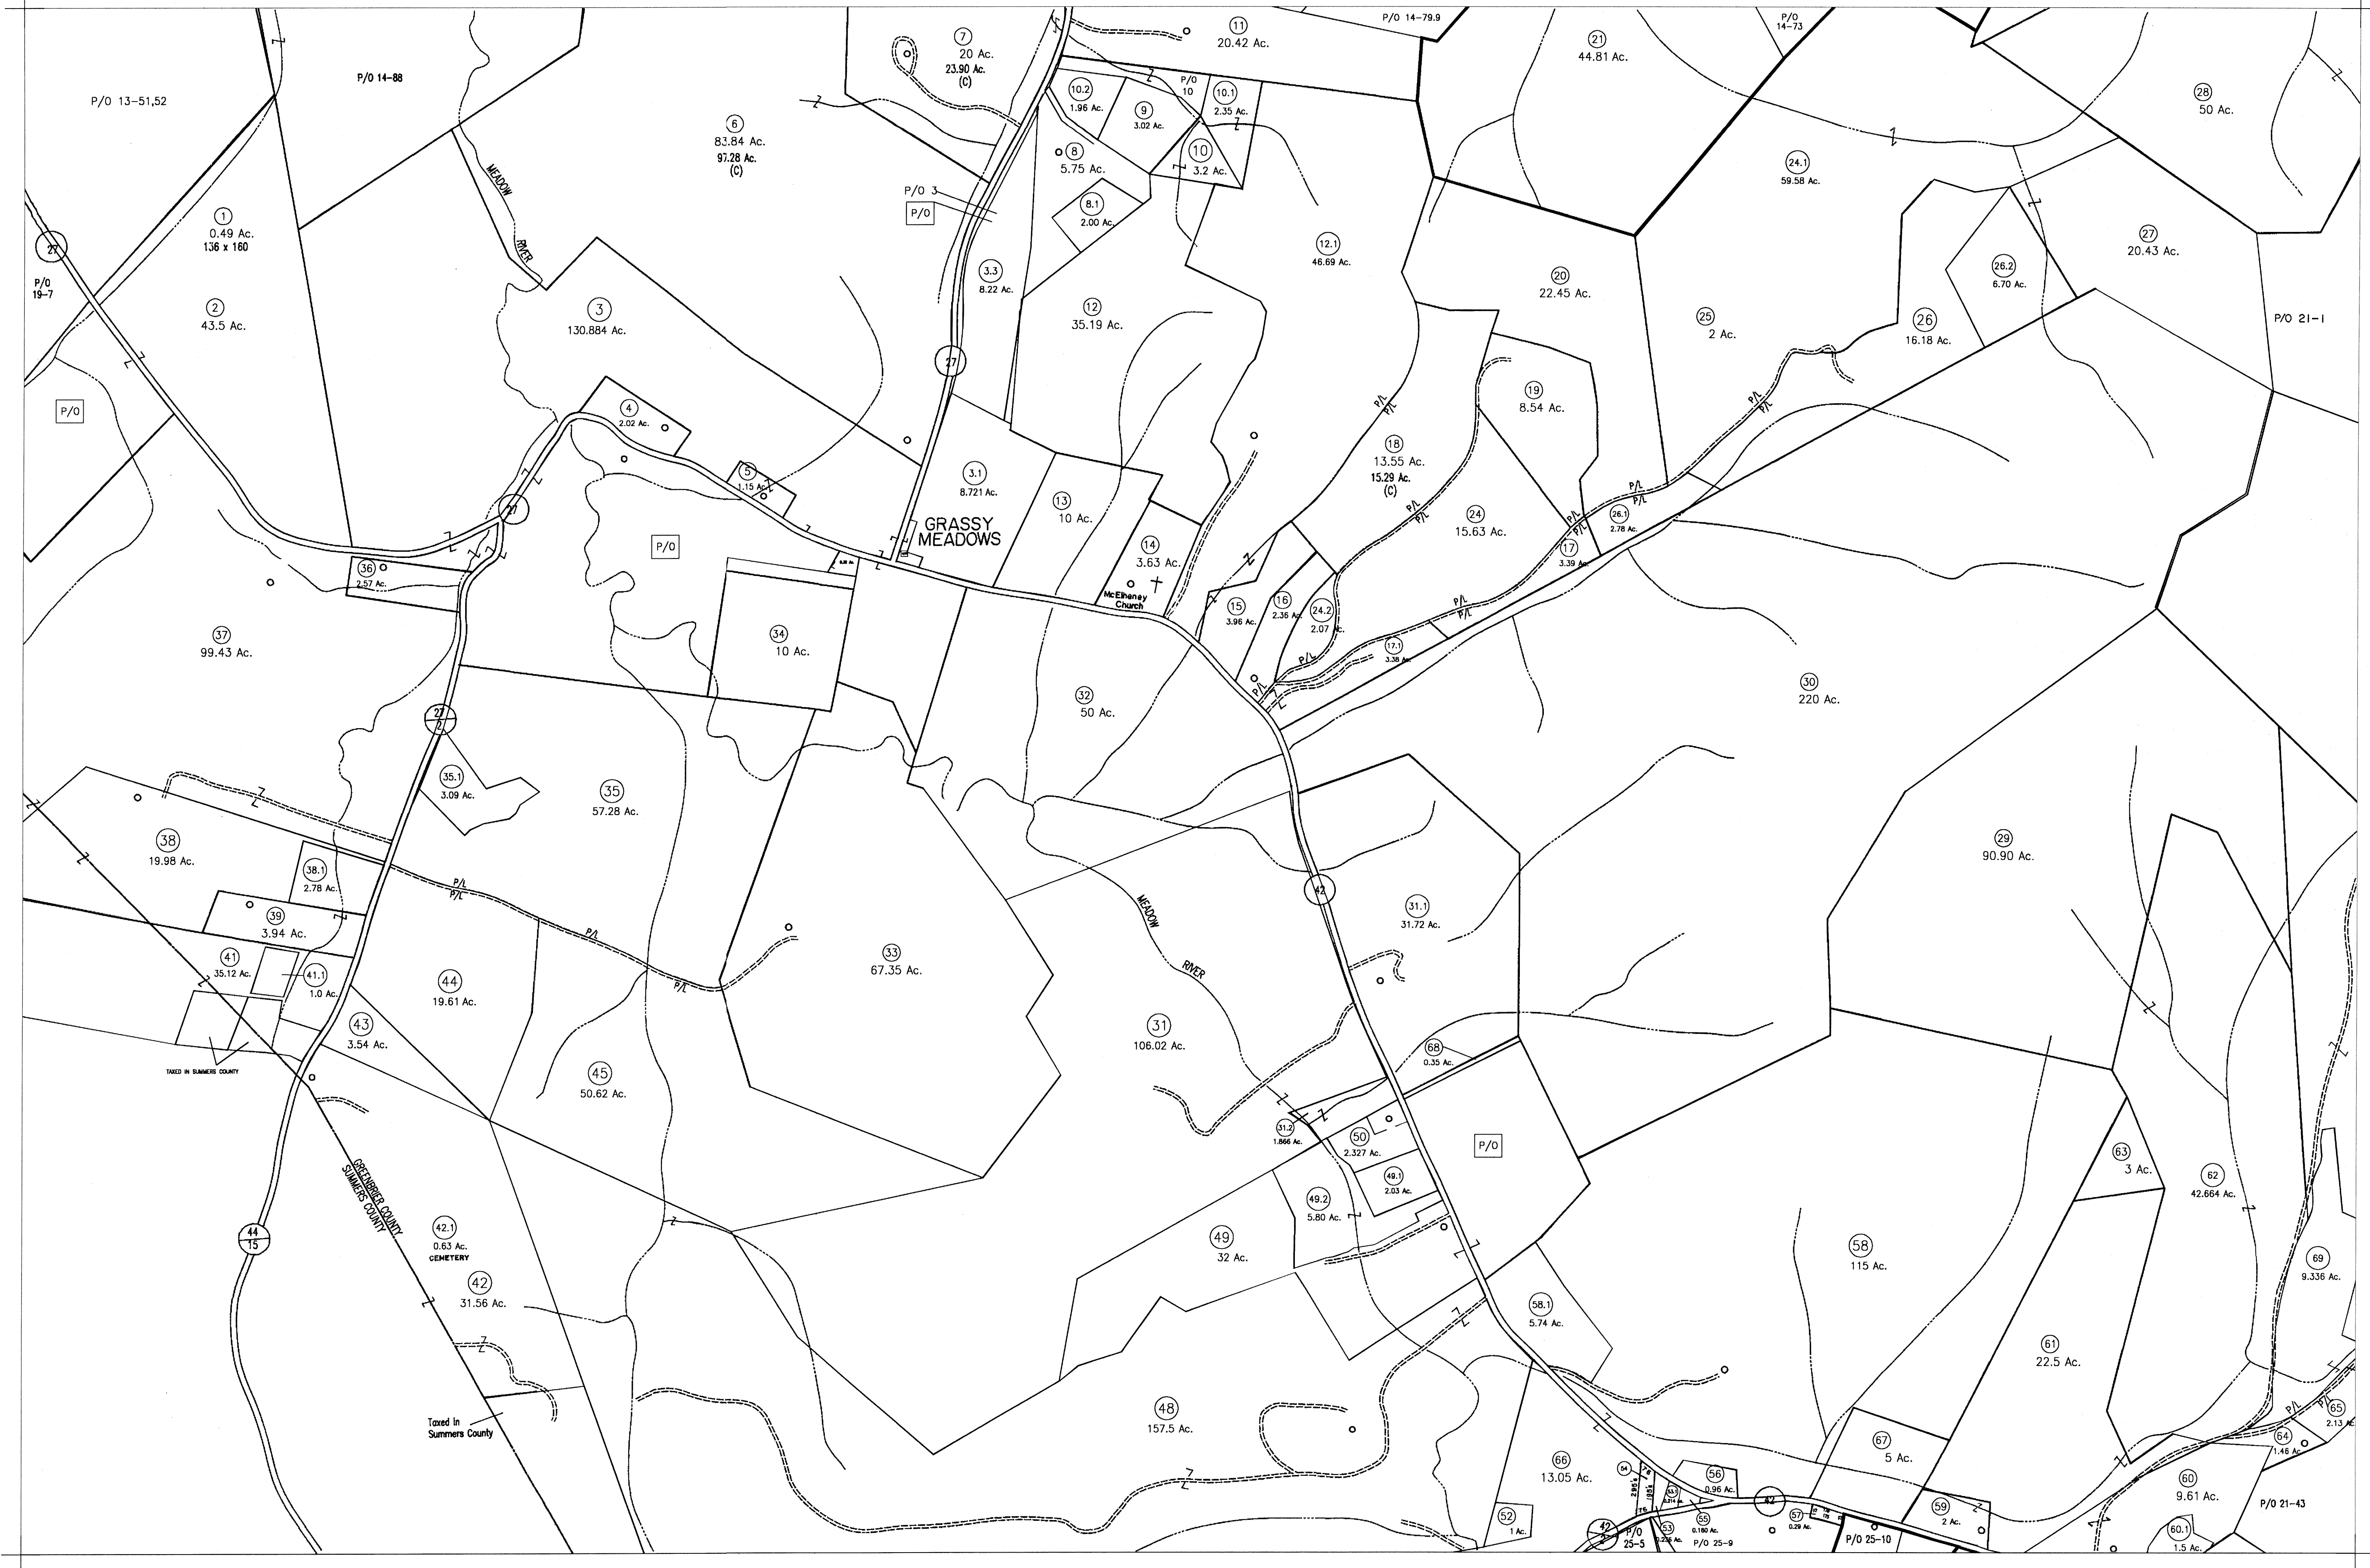 P/O 13-51,52
P/O 14-88
7
20 Ac.
23.90 Ac.
(C)
11
20.42 Ac.
P/O 14-79.9
21
44.81 Ac.
P/O
14-73
28
50 Ac.
6
83.84 Ac.
97.28 Ac.
(C)
10.2
1.96 Ac.
9
3.02 Ac.
P/O
10
10.1
2.35 Ac.
8
5.75 Ac.
10
3.2 Ac.
24.1
59.58 Ac.
MEADOW
RIVER
P/O 3
P/O
8.1
2.00 Ac.
1
0.49 Ac.
136 x 160
27
P/O
19-7
12.1
46.69 Ac.
27
20.43 Ac.
3.3
8.22 Ac.
20
22.45 Ac.
26.2
6.70 Ac.
2
43.5 Ac.
3
130.884 Ac.
12
35.19 Ac.
25
2 Ac.
26
16.18 Ac.
P/O 21-1
27
P/O
4
2.02 Ac.
19
8.54 Ac.
P/L
P/L
P/L
P/L
18
13.55 Ac.
15.29 Ac.
(C)
5
1.15 Ac.
3.1
8.721 Ac.
13
10 Ac.
27
GRASSY
MEADOWS
24
15.63 Ac.
P/L
P/L
P/L
P/L
P/L
P/L
26.1
2.78 Ac.
P/O
14
3.63 Ac.
McElheney
Church
17
3.39 Ac.
36
2.57 Ac.
15
3.96 Ac.
16
2.36 Ac.
24.2
2.07 Ac.
P/L
P/L
37
99.43 Ac.
34
10 Ac.
17.1
3.38 Ac.
P/L
P/L
32
50 Ac.
30
220 Ac.
27
2
35.1
3.09 Ac.
35
57.28 Ac.
38
19.98 Ac.
29
90.90 Ac.
38.1
2.78 Ac.
P/L
P/L
42
39
3.94 Ac.
MEADOW
RIVER
31.1
31.72 Ac.
P/L
P/L
41
35.12 Ac.
41.1
1.0 Ac.
44
19.61 Ac.
33
67.35 Ac.
43
3.54 Ac.
31
106.02 Ac.
TAXED IN SUMMERS COUNTY
45
50.62 Ac.
68
0.35 Ac.
31.2
1.866 Ac.
50
2.327 Ac.
P/O
49.1
2.03 Ac.
63
3 Ac.
62
42.664 Ac.
49.2
5.80 Ac.
GREENBRIER COUNTY
SUMMERS COUNTY
44
15
42.1
0.63 Ac.
CEMETERY
49
32 Ac.
58
115 Ac.
69
9.336 Ac.
42
31.56 Ac.
58.1
5.74 Ac.
61
22.5 Ac.
Taxed In
Summers County
48
157.5 Ac.
P/L
P/L
65
2.13 Ac.
64
1.46 Ac.
67
5 Ac.
66
13.05 Ac.
54
56
0.96 Ac.
60
9.61 Ac.
P/O 21-43
42
52
1 Ac.
55
0.160 Ac.
57
0.29 Ac.
59
2 Ac.
42
P/O
25-5
53
P/O 25-9
P/O 25-10
60.1
1.5 Ac.